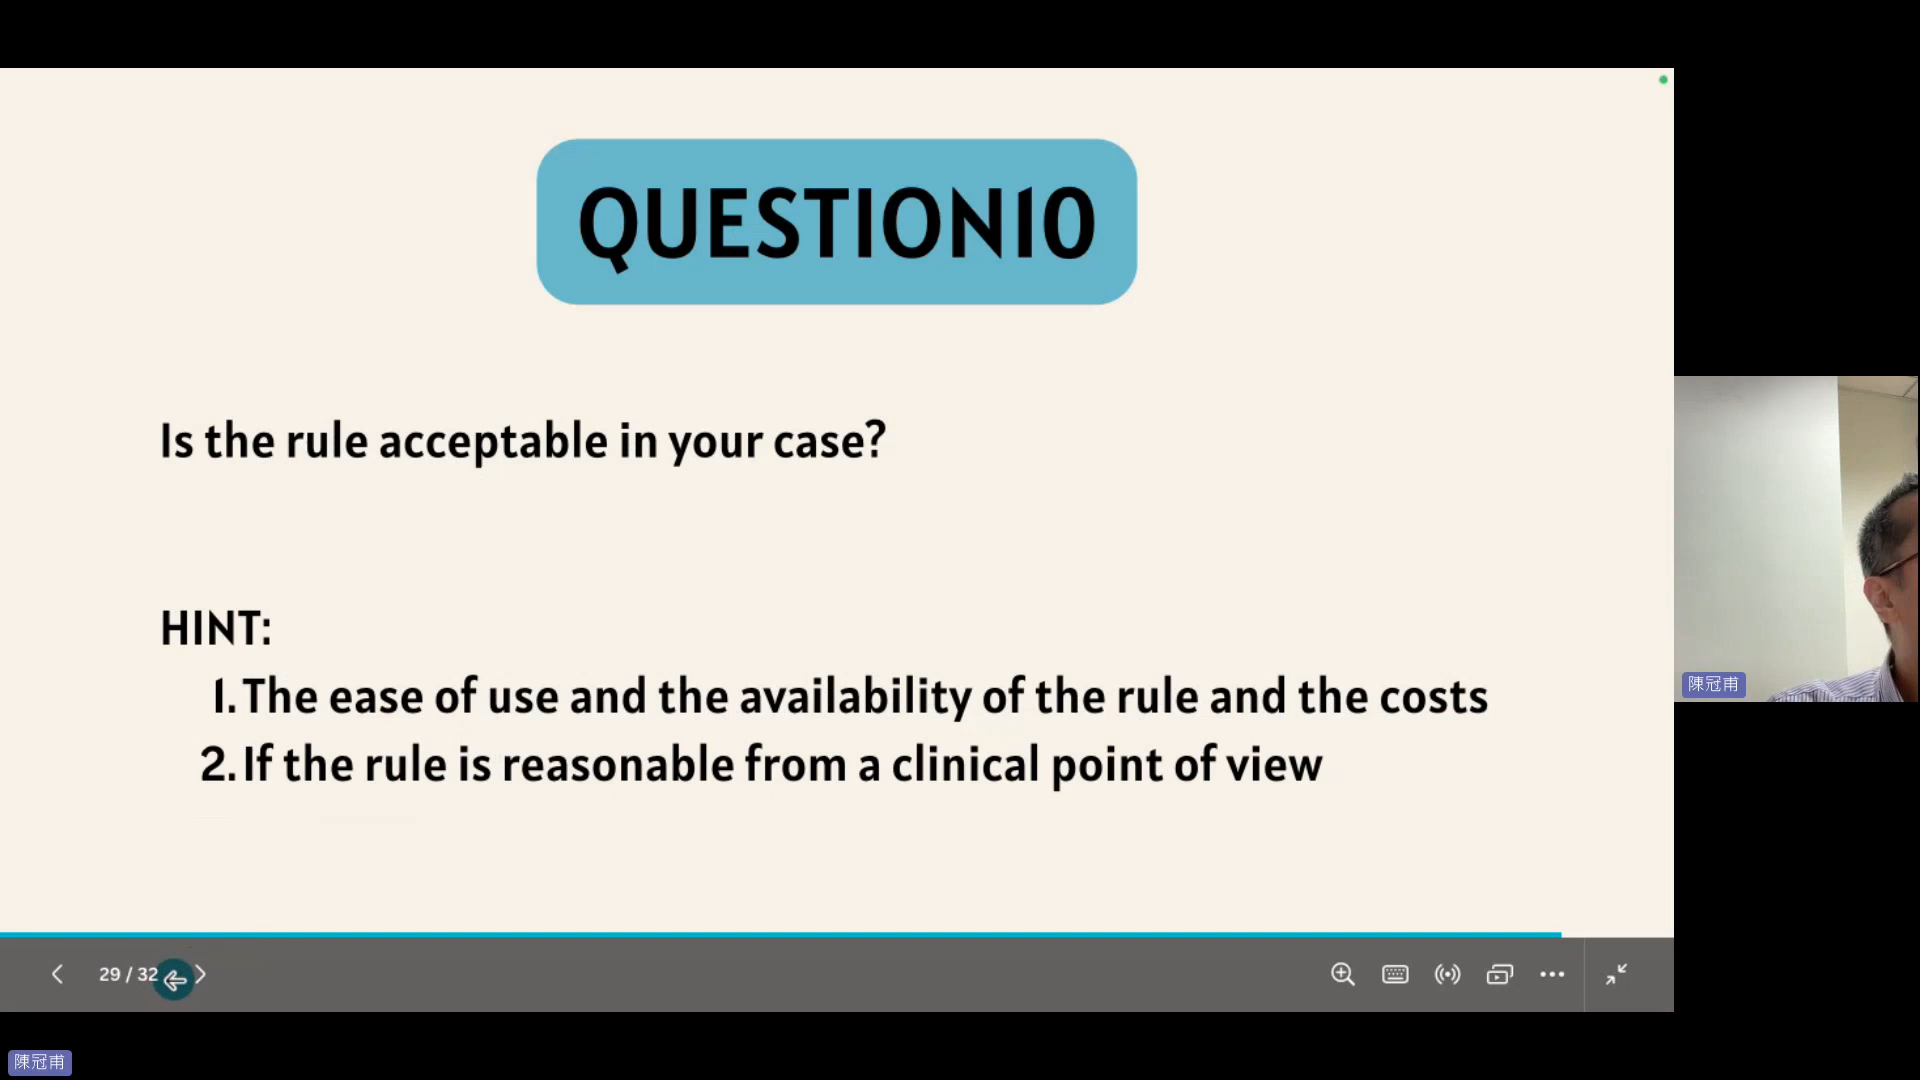 QUESTION10
Is the rule acceptable in your case?
HINT:
1. The ease of use and the availability of the rule and the costs
2. If the rule is reasonable from a clinical point of view
陳冠甫
29 / 32
陳冠甫